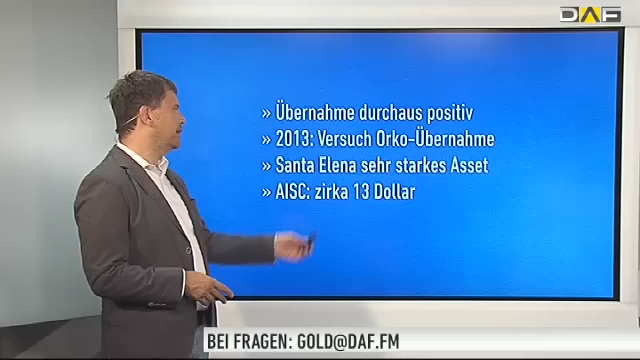 DAF
» Übernahme durchaus positiv
» 2013: Versuch Orko-Übernahme
» Santa Elena sehr starkes Asset
» AISC: zirka 13 Dollar
BEI FRAGEN: GOLD@DAF.FM